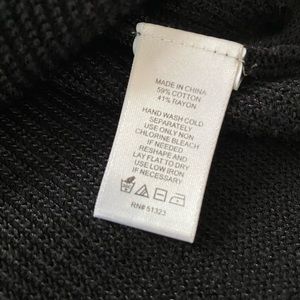 MADE IN CHINA
59% COTTON
41% RAYON
HAND WASH COLD
SEPARATELY
USE ONLY NON
CHLORINE BLEACH
IF NEEDED
RESHAPE AND
LAY FLAT TO DRY
USE LOW IRON
IF NECESSARY
RN# 51323